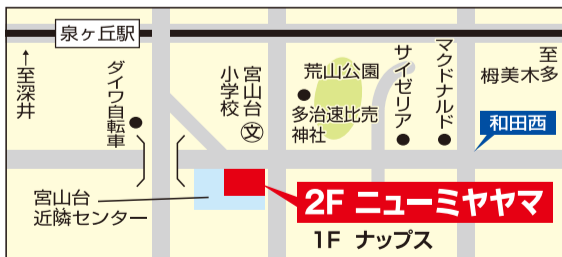 泉ヶ丘駅
↑至深井
ダイワ自転車
宮山台
小学校
文
荒山公園
多治速比売
神社
サイゼリア
マクドナルド
至多
栂美木
和田西
宮山台
近隣センター
2F ニューミヤヤマ
1F ナップス